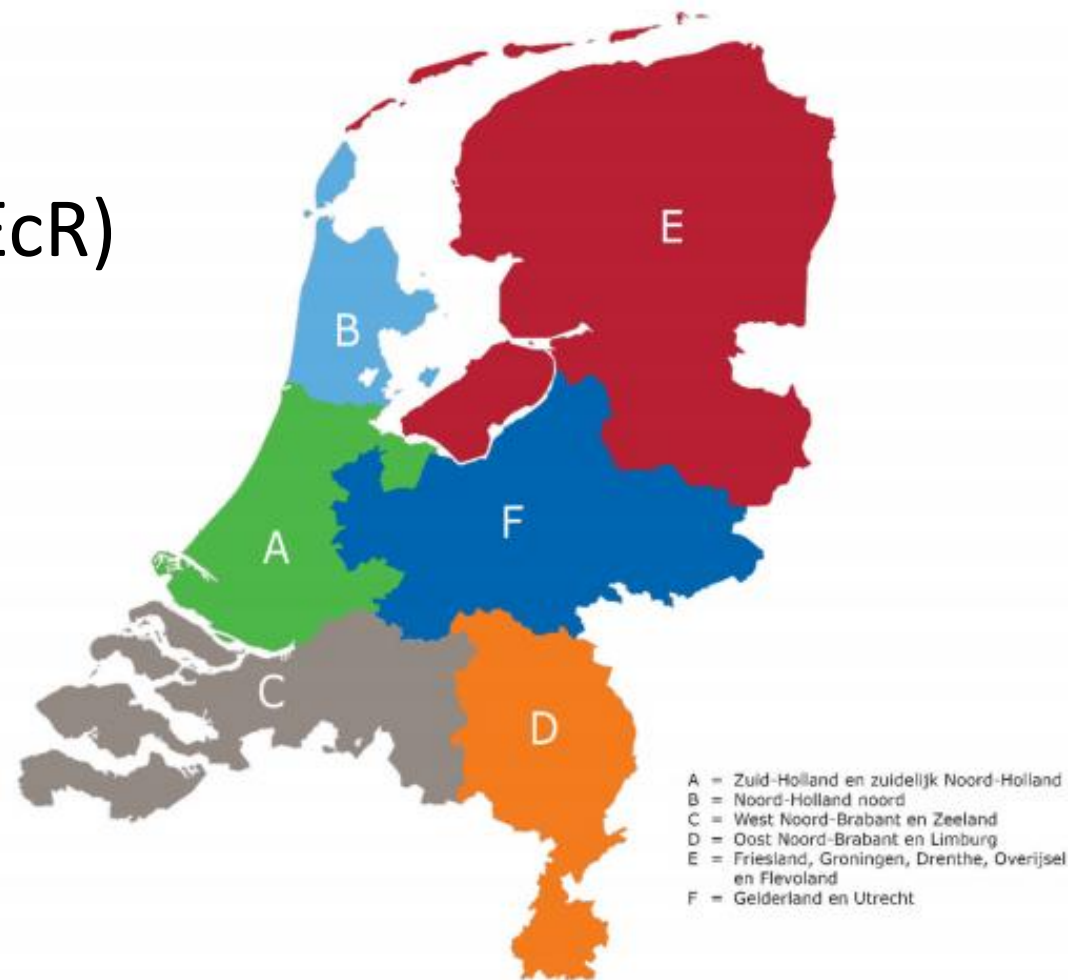 EcR)
E
B
F
A
C
D
A = Zuid-Holland en zuidelijk Noord-Holland
B = Noord-Holland noord
C = West Noord-Brabant en Zeeland
D = Oost Noord-Brabant en Limburg
E = Friesland, Groningen, Drenthe, Overijsel
en Flevoland
F = Gelderland en Utrecht